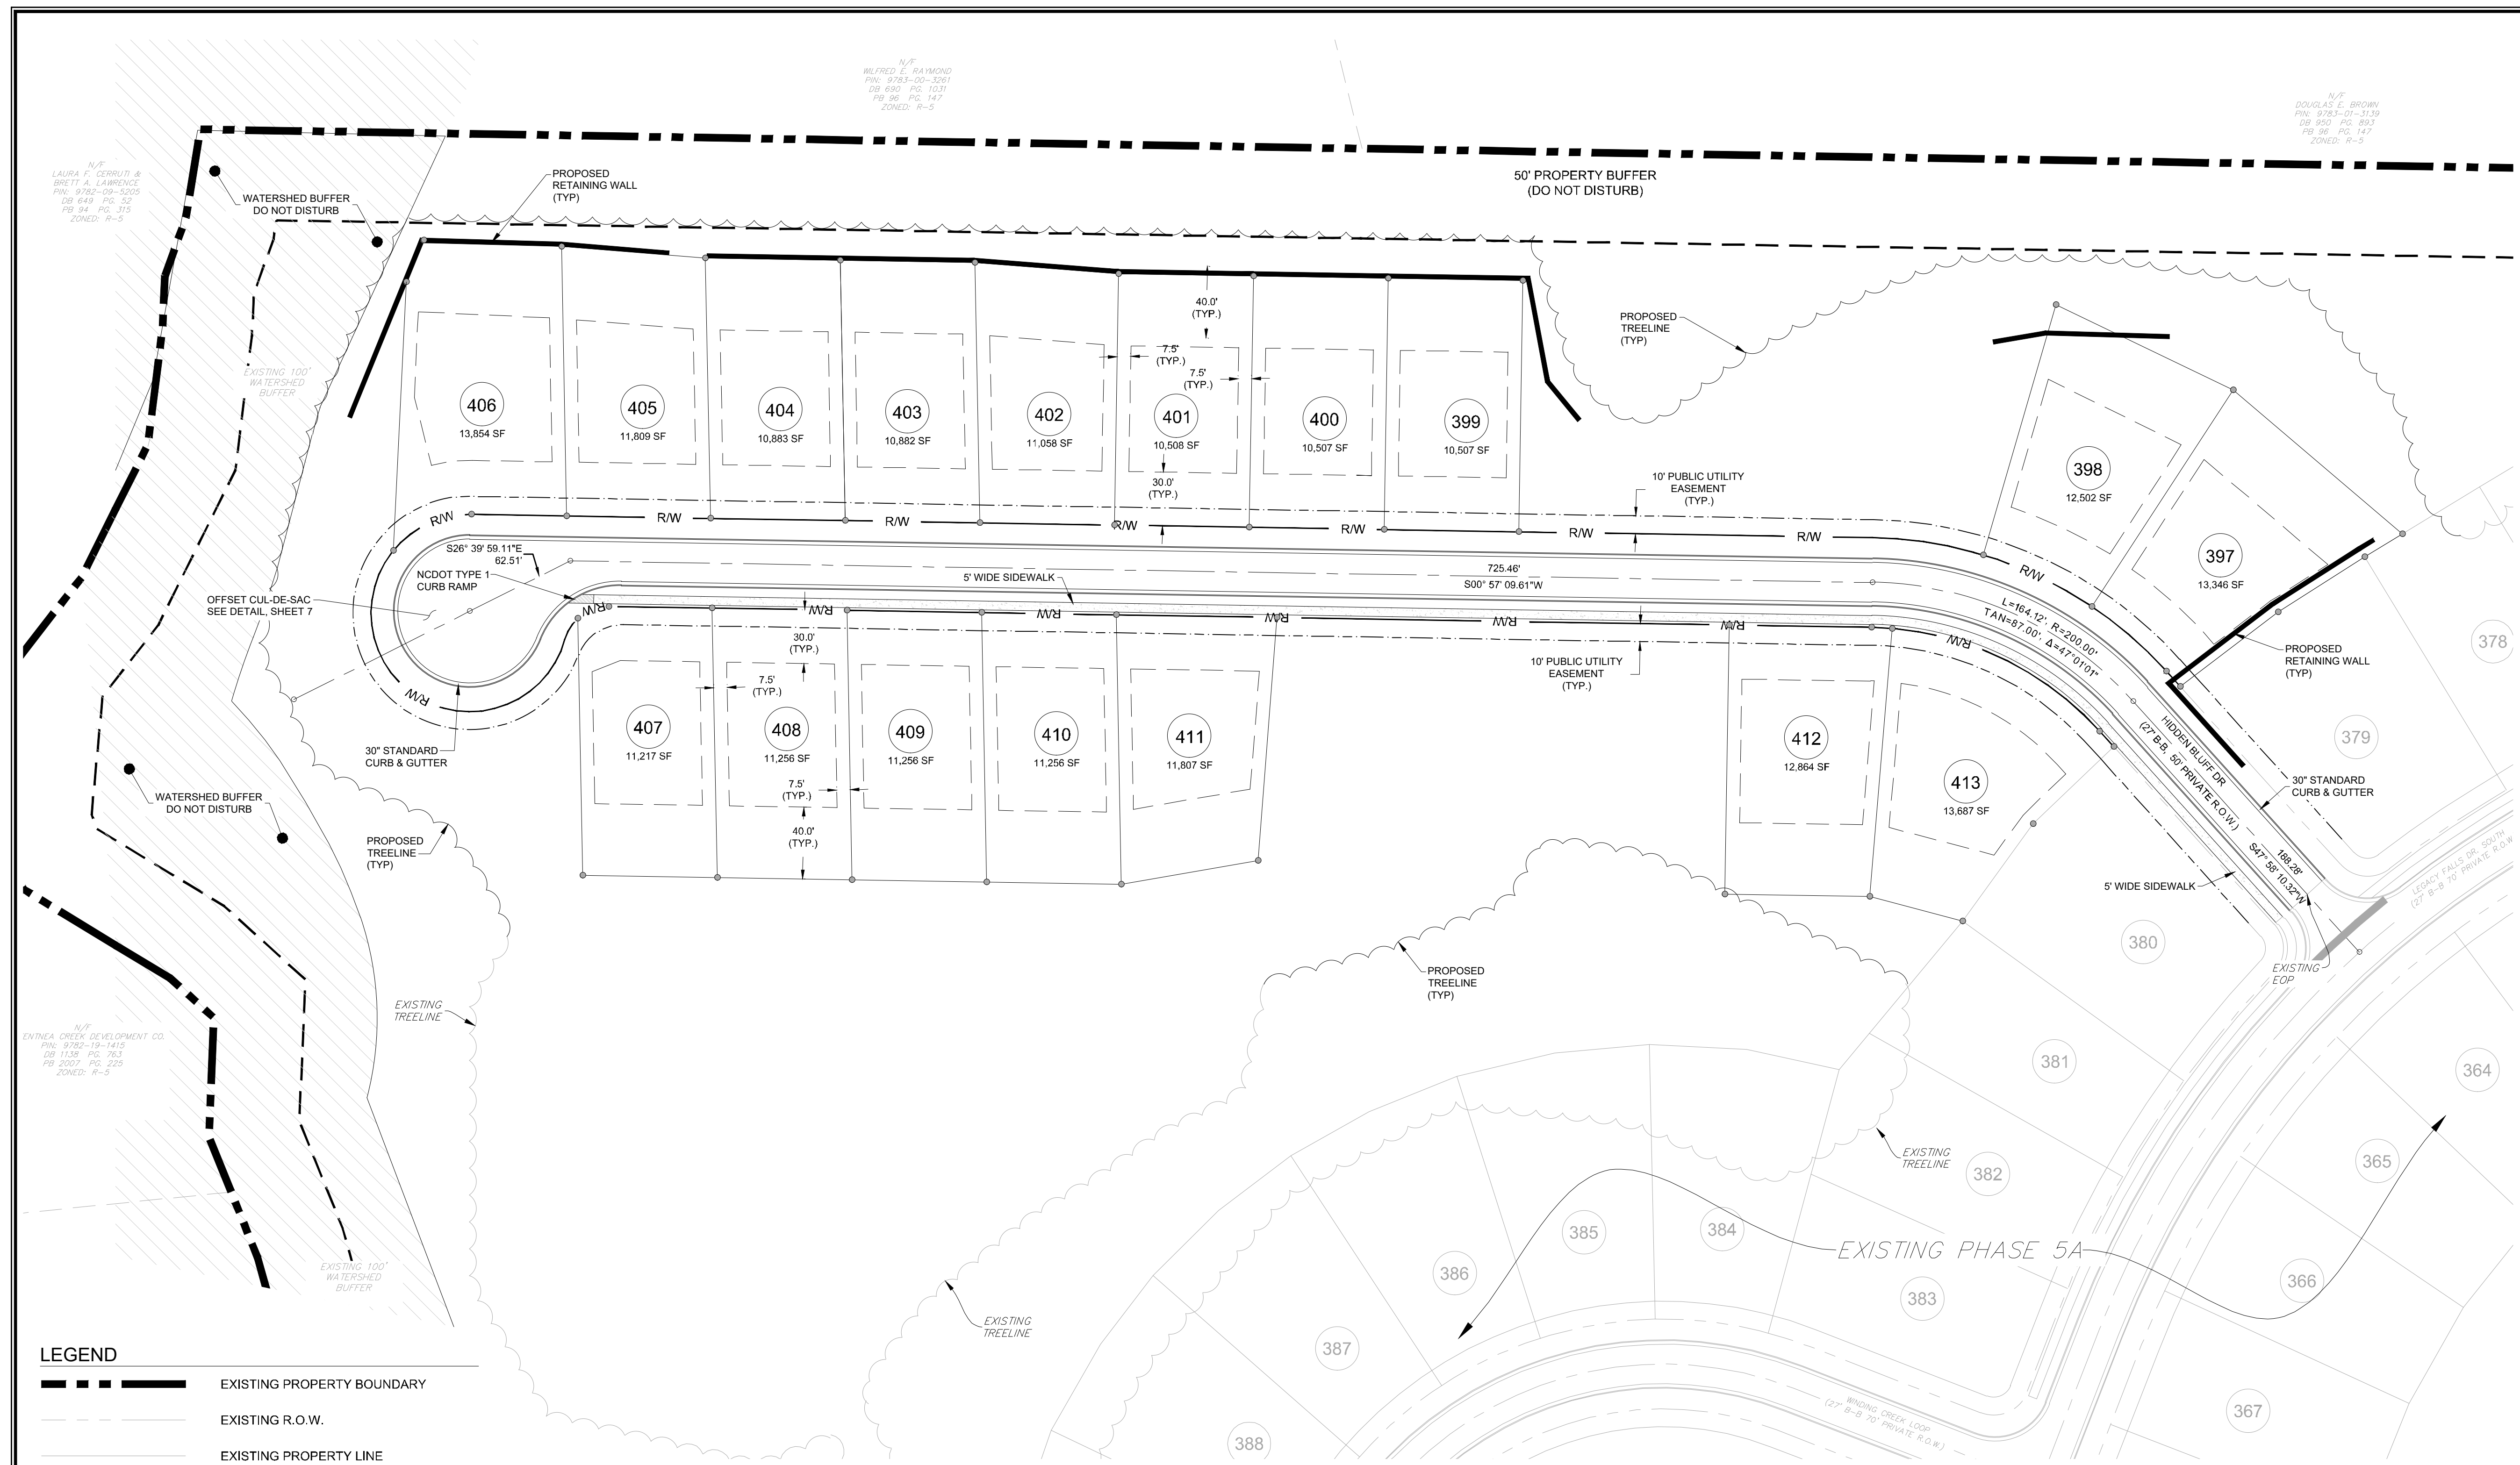 N/F
WILFRED E. RAYMOND
PIN: 9783-00-3261
DB 690 PG. 1031
PB 96 PG. 147
ZONED: R-5
N/F
DOUGLAS E. BROWN
PIN: 9783-01-3139
DB 950 PG. 893
PB 96 PG. 147
ZONED: R-5
N/F
LAURA F. CERRUTI &
BRETT A. LAWRENCE
PIN: 9782-09-5205
DB 649 PG. 52
PB 94 PG. 315
ZONED: R-5
WATERSHED BUFFER
DO NOT DISTURB
PROPOSED
RETAINING WALL
(TYP)
50' PROPERTY BUFFER
(DO NOT DISTURB)
EXISTING 100'
WATERSHED
BUFFER
40.0'
(TYP.)
7.5'
(TYP.)
7.5'
(TYP.)
30.0'
(TYP.)
PROPOSED
TREELINE
(TYP)
406
13,854 SF
405
11,809 SF
404
10,883 SF
403
10,882 SF
402
11,058 SF
401
10,508 SF
400
10,507 SF
399
10,507 SF
398
12,502 SF
397
13,346 SF
10' PUBLIC UTILITY
EASEMENT
(TYP.)
R/W
R/W
R/W
R/W
R/W
R/W
R/W
R/W
S26° 39' 59.11"E
62.51'
NCDOT TYPE 1
CURB RAMP
OFFSET CUL-DE-SAC
SEE DETAIL, SHEET 7
5' WIDE SIDEWALK
725.46'
S00° 57' 09.61"W
L=164.12', R=200.00'
TAN=87.00', Δ=47°01'01"
R/W
R/W
R/W
R/W
R/W
R/W
R/W
R/W
30.0'
(TYP.)
7.5'
(TYP.)
7.5'
(TYP.)
40.0'
(TYP.)
10' PUBLIC UTILITY
EASEMENT
(TYP.)
PROPOSED
RETAINING WALL
(TYP)
378
379
HIDDEN BLUFF DR
(27' B-B, 50' PRIVATE R.O.W.)
188.28'
S47° 58' 10.32"W
30" STANDARD
CURB & GUTTER
30" STANDARD
CURB & GUTTER
407
11,217 SF
408
11,256 SF
409
11,256 SF
410
11,256 SF
411
11,807 SF
412
12,864 SF
413
13,687 SF
WATERSHED BUFFER
DO NOT DISTURB
PROPOSED
TREELINE
(TYP)
5' WIDE SIDEWALK
LEGACY FALLS DR. SOUTH
(27' B-B 70' PRIVATE R.O.W
EXISTING
EOP
380
381
382
383
384
385
386
387
388
364
365
366
367
PROPOSED
TREELINE
(TYP)
EXISTING
TREELINE
EXISTING
TREELINE
EXISTING
TREELINE
N/F
ENTNEA CREEK DEVELOPMENT CO.
PIN: 9782-19-1415
DB 1138 PG. 763
PB 2007 PG. 225
ZONED: R-5
EXISTING 100'
WATERSHED
BUFFER
EXISTING PHASE 5A
WINDING CREEK LOOP
(27' B-B 70' PRIVATE R.O.W.)
LEGEND
EXISTING PROPERTY BOUNDARY
EXISTING R.O.W.
EXISTING PROPERTY LINE